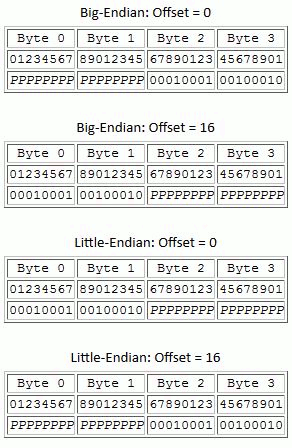 Big-Endian: Offset = 0
Byte 0 Byte 1 Byte 2 Byte 3
01234567 89012345 67890123 45678901
PPPPPPPP PPPPPPPP 00010001 00100010
Big-Endian: Offset = 16
Byte 0 Byte 1 Byte 2 Byte 3
01234567 89012345 67890123 45678901
00010001 00100010 PPPPPPPP PPPPPPPP
Little-Endian: Offset = 0
Byte 0 Byte 1 Byte 2 Byte 3
01234567 89012345 67890123 45678901
00010001 00100010 PPPPPPPP PPPPPPPP
Little-Endian: Offset = 16
Byte 0 Byte 1 Byte 2 Byte 3
01234567 89012345 67890123 45678901
PPPPPPPP PPPPPPPP 00010001 00100010